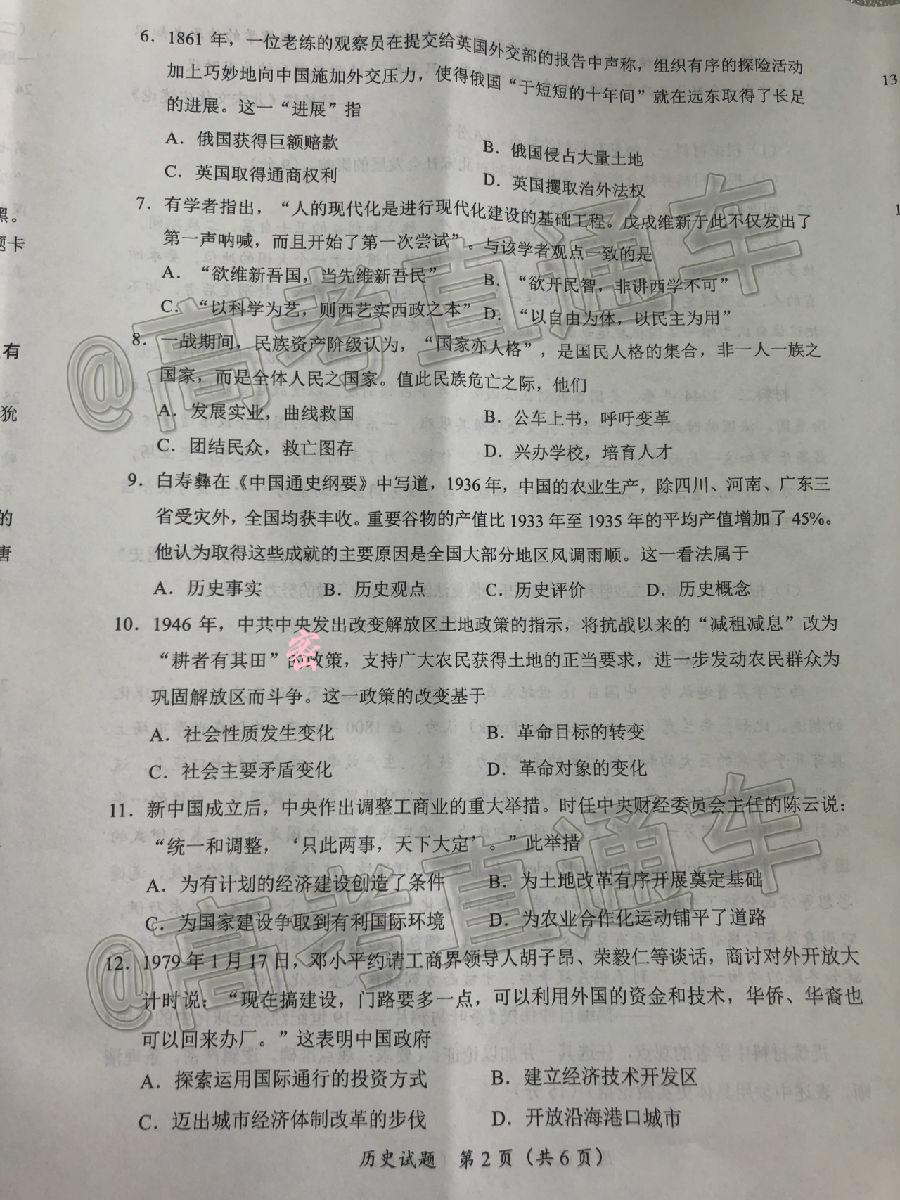 6．1861 年，一位老练的观察员在提交给英国外交部的报告中声称，组织有序的探险活动
加上巧妙地向中国施加外交压力，使得俄国“于短短的十年间”就在远东取得了长足
的进展。这一“进展”指
A．俄国获得巨额赔款 B．俄国侵占大量土地
C．英国取得通商权利 D．英国攫取治外法权
7．有学者指出，“人的现代化是进行现代化建设的基础工程。戊戌维新于此不仅发出了
第一声呐喊，而且开始了第一次尝试”。与该学者观点一致的是
A．“欲维新吾国，当先维新吾民” B．“欲开民智，非讲西学不可”
C．“以科学为艺，则西艺实西政之本” D．“以自由为体，以民主为用”
8．一战期间，民族资产阶级认为，“国家亦人格”，是国民人格的集合，非一人一族之
国家，而是全体人民之国家。值此民族危亡之际，他们
A．发展实业，曲线救国 B．公车上书，呼吁变革
C．团结民众，救亡图存 D．兴办学校，培育人才
9．白寿彝在《中国通史纲要》中写道，1936 年，中国的农业生产，除四川、河南、广东三
省受灾外，全国均获丰收。重要谷物的产值比 1933 年至 1935 年的平均产值增加了 45%。
他认为取得这些成就的主要原因是全国大部分地区风调雨顺。这一看法属于
A．历史事实 B．历史观点 C．历史评价 D．历史概念
10．1946 年，中共中央发出改变解放区土地政策的指示，将抗战以来的“减租减息”改为
“耕者有其田”的政策，支持广大农民获得土地的正当要求，进一步发动农民群众为
巩固解放区而斗争。这一政策的改变基于
A．社会性质发生变化 B．革命目标的转变
C．社会主要矛盾变化 D．革命对象的变化
11．新中国成立后，中央作出调整工商业的重大举措。时任中央财经委员会主任的陈云说：
“统一和调整，‘只此两事，天下大定’。”此举措
A．为有计划的经济建设创造了条件 B．为土地改革有序开展奠定基础
C．为国家建设争取到有利国际环境 D．为农业合作化运动铺平了道路
12．1979 年 1 月 17 日，邓小平约请工商界领导人胡子昂、荣毅仁等谈话，商讨对外开放大
计时说：“现在搞建设，门路要多一点，可以利用外国的资金和技术，华侨、华裔也
可以回来办厂。”这表明中国政府
A．探索运用国际通行的投资方式 B．建立经济技术开发区
C．迈出城市经济体制改革的步伐 D．开放沿海港口城市
历史试题 第 2 页（共 6 页）
密
@高考直通车
@高考直通车
黑。
题卡
有
犹
的
唐
13
1